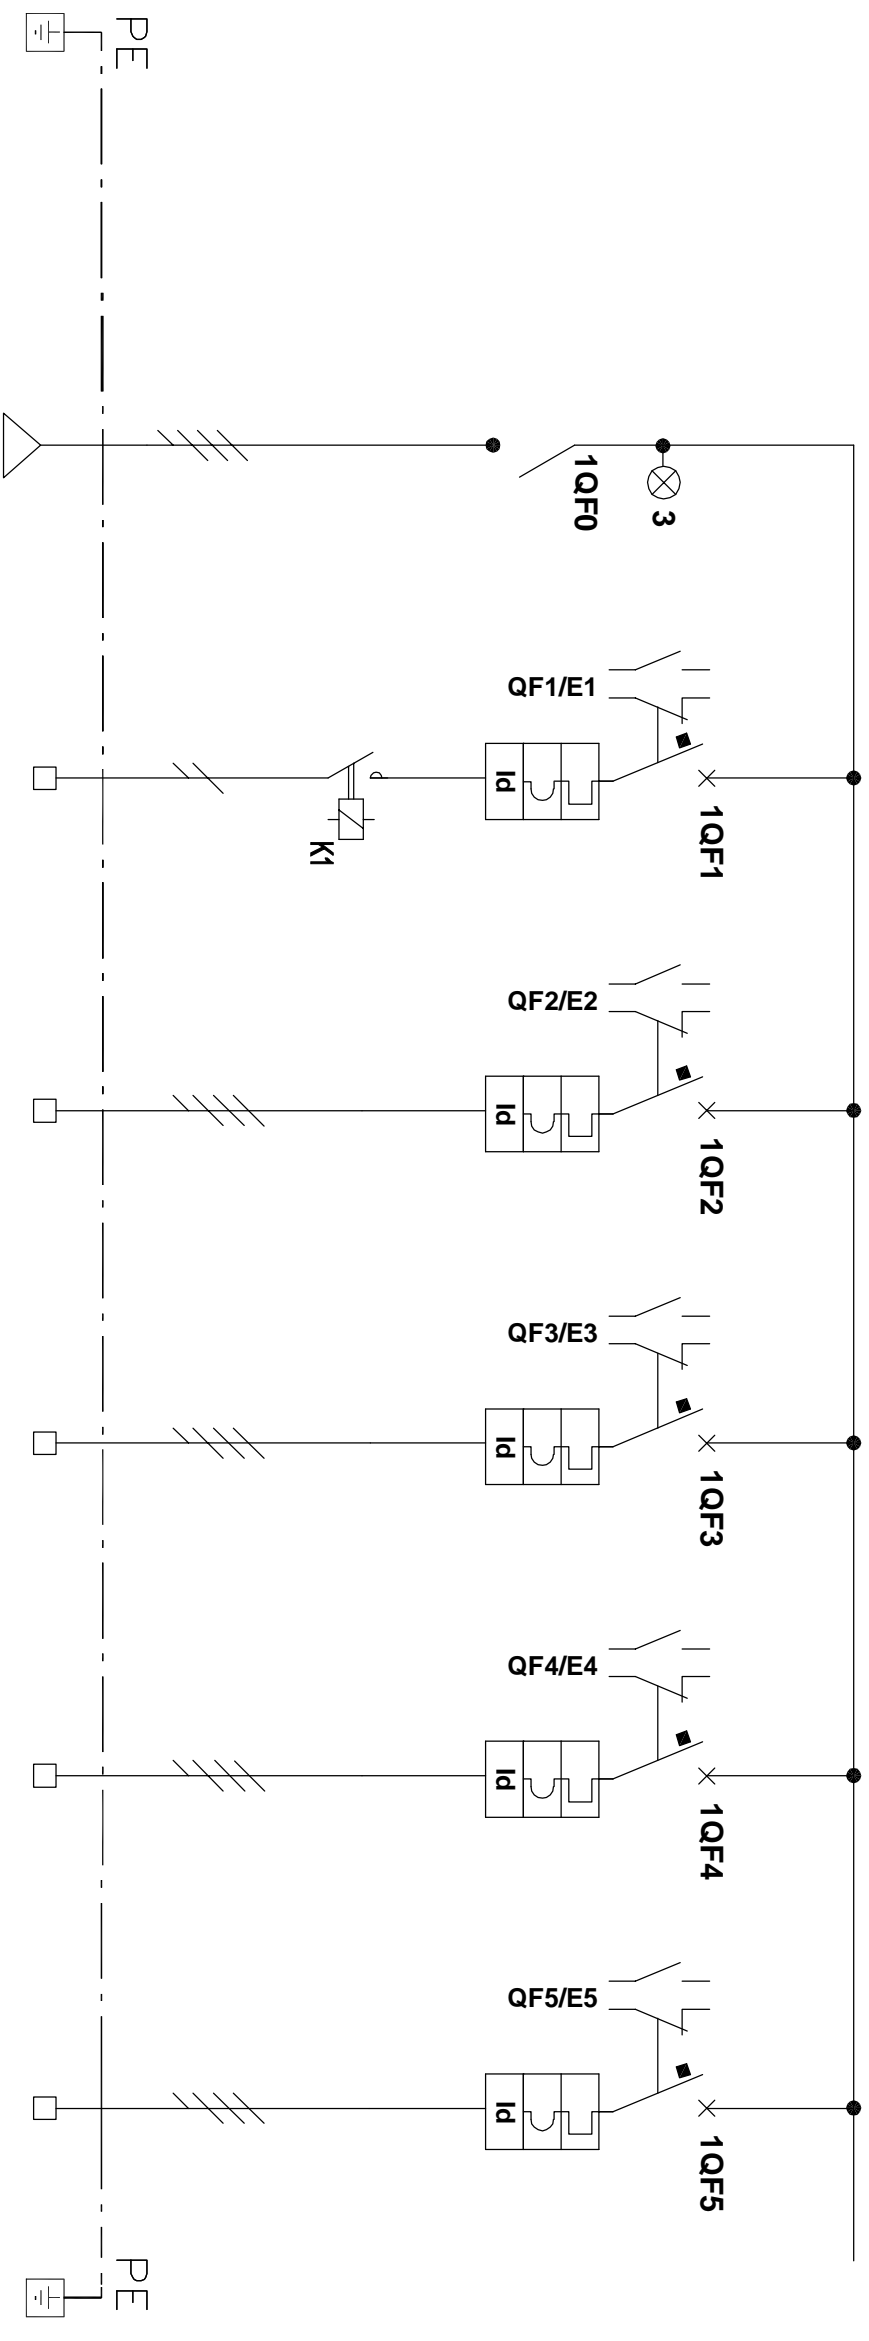 PE
1QF0
3
QF1/E1
Id
1QF1
K1
QF2/E2
Id
1QF2
QF3/E3
Id
1QF3
QF4/E4
Id
1QF4
QF5/E5
Id
1QF5
PE